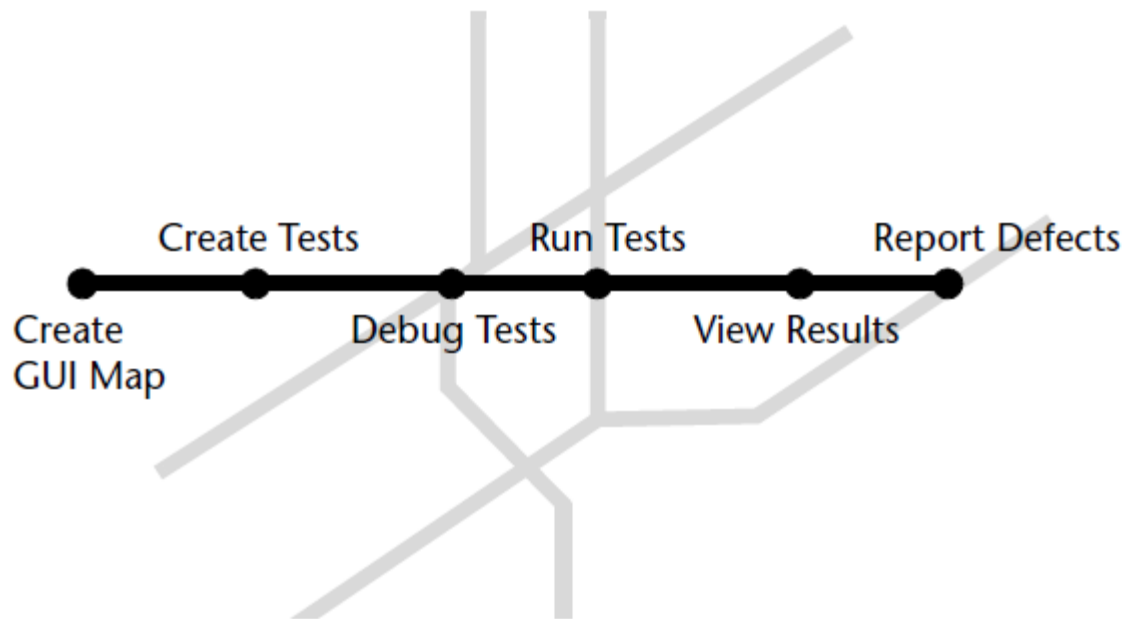 Create Tests
Run Tests
Report Defects
Create
GUI Map
Debug Tests
View Results